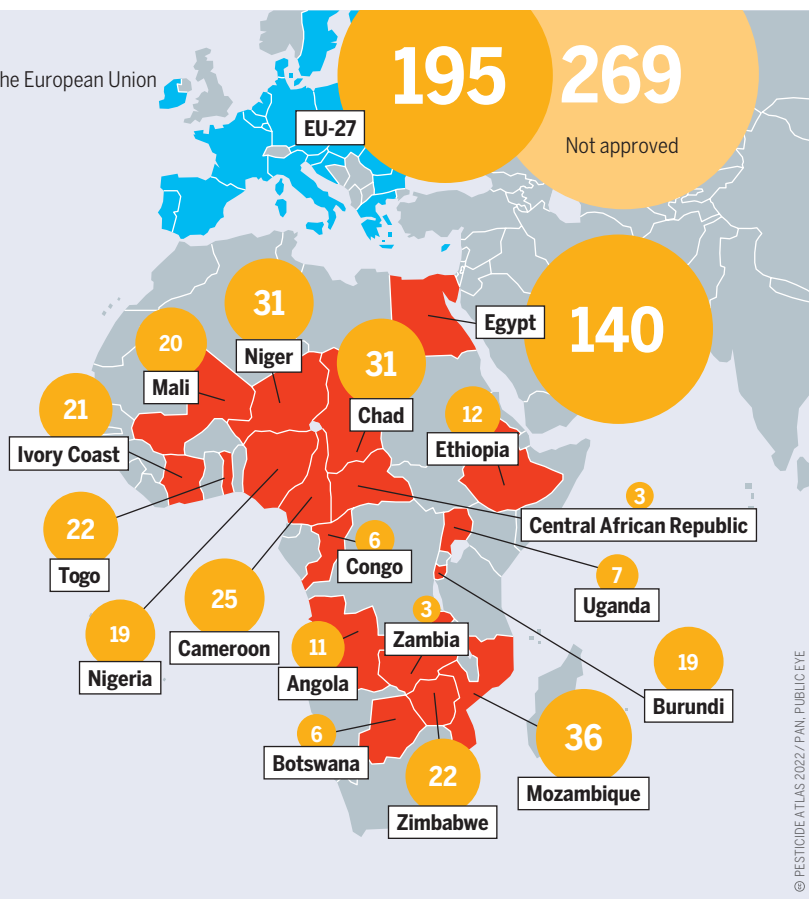 he European Union
195
269
Not approved
EU-27
31
Niger
Egypt
140
20
Mali
31
Chad
21
Ivory Coast
12
Ethiopia
3
Central African Republic
22
Togo
6
Congo
7
Uganda
25
Cameroon
3
Zambia
19
Nigeria
11
Angola
19
Burundi
6
Botswana
36
Mozambique
22
Zimbabwe
© PESTICIDE ATLAS 2022 / PAN, PUBLIC EYE